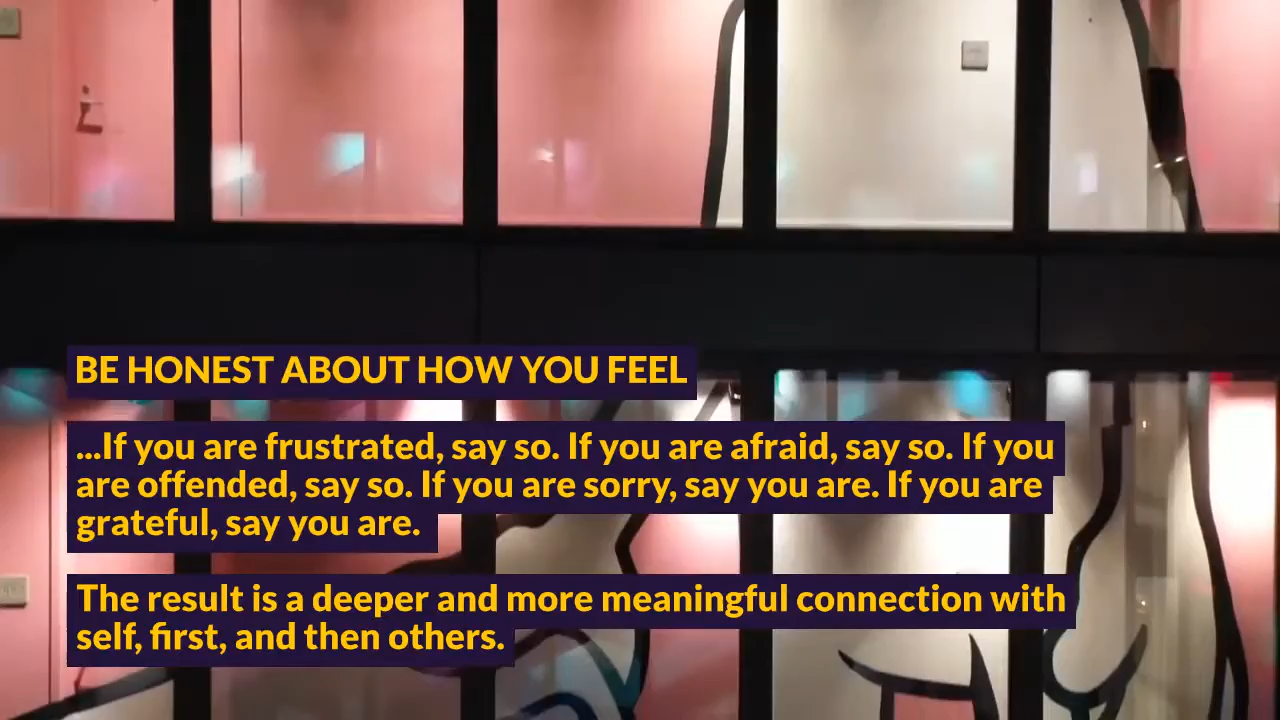 BE HONEST ABOUT HOW YOU FEEL
...If you are frustrated, say so. If you are afraid, say so. If you
are offended, say so. If you are sorry, say you are. If you are
grateful, say you are.
The result is a deeper and more meaningful connection with
self, first, and then others.